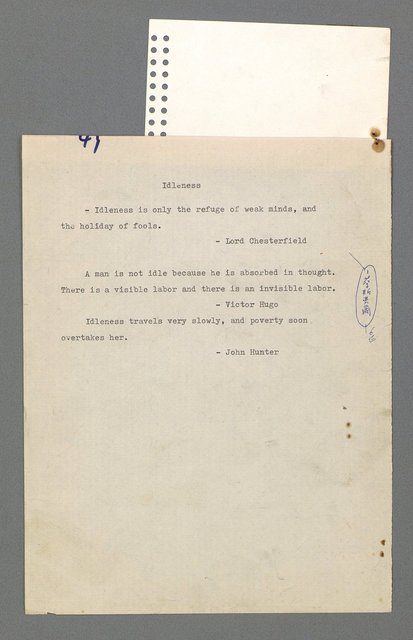 47
Idleness
- Idleness is only the refuge of weak minds, and
the holiday of fools.
- Lord Chesterfield
A man is not idle because he is absorbed in thought.
There is a visible labor and there is an invisible labor.
- Victor Hugo
Idleness travels very slowly, and poverty soon
overtakes her.
- John Hunter